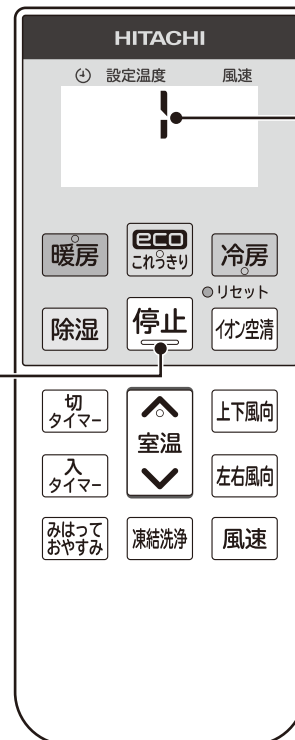 HITACHI
設定温度 風速
1
暖房 eco これっきり 冷房
リセット
除湿 停止 イオン空清
切タイマー 室温 上下風向
入タイマー 左右風向
みはっておやすみ 凍結洗浄 風速